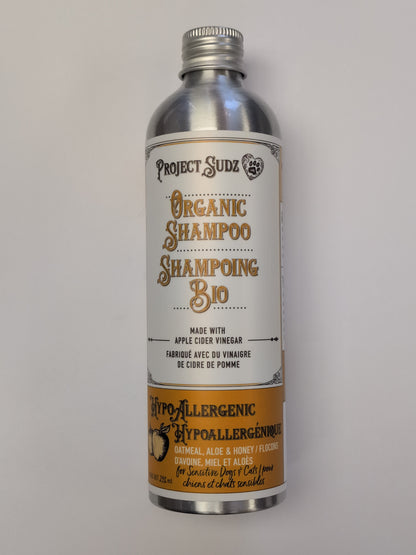 Project Sudz
Organic
Shampoo
Shampoing
Bio
MADE WITH
APPLE CIDER VINEGAR
FABRIQUÉ AVEC DU VINAIGRE
DE CIDRE DE POMME
HypoAllergenic
Hypoallergénique
OATMEAL, ALOE & HONEY / FLOCONS
D'AVOINE, MIEL ET ALOÈS
for Sensitive Dogs & Cats / pour
chiens et chats sensibles